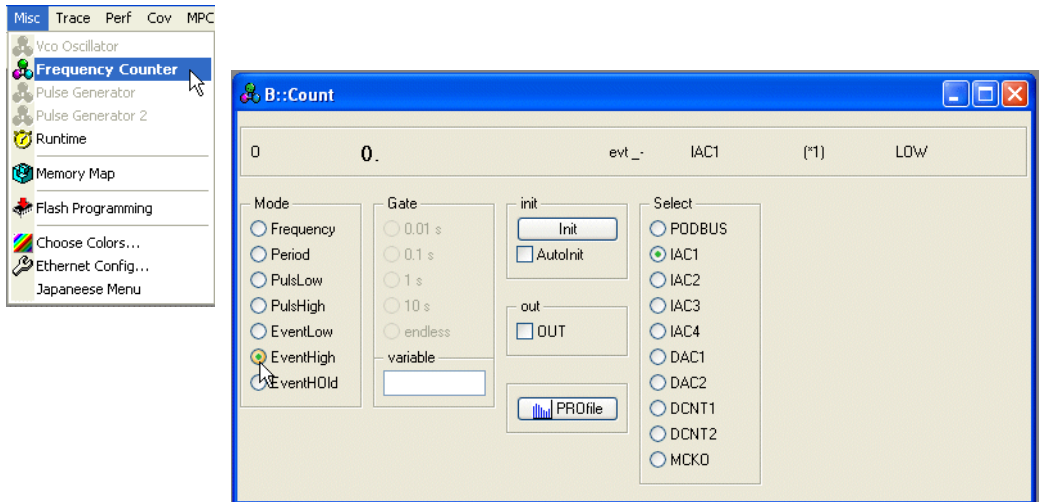 Misc Trace Perf Cov MPC
Vco Oscillator
Frequency Counter
Pulse Generator
Pulse Generator 2
Runtime
Memory Map
Flash Programming
Choose Colors...
Ethernet Config...
Japaneese Menu
B::Count
0 0. evt _- IAC1 (*1) LOW
Mode
Frequency
Period
PulsLow
PulsHigh
EventLow
EventHigh
EventHOld
Gate
0.01 s
0.1 s
1 s
10 s
endless
variable
init
Init
AutoInit
out
OUT
PROfile
Select
PODBUS
IAC1
IAC2
IAC3
IAC4
DAC1
DAC2
DCNT1
DCNT2
MCKO